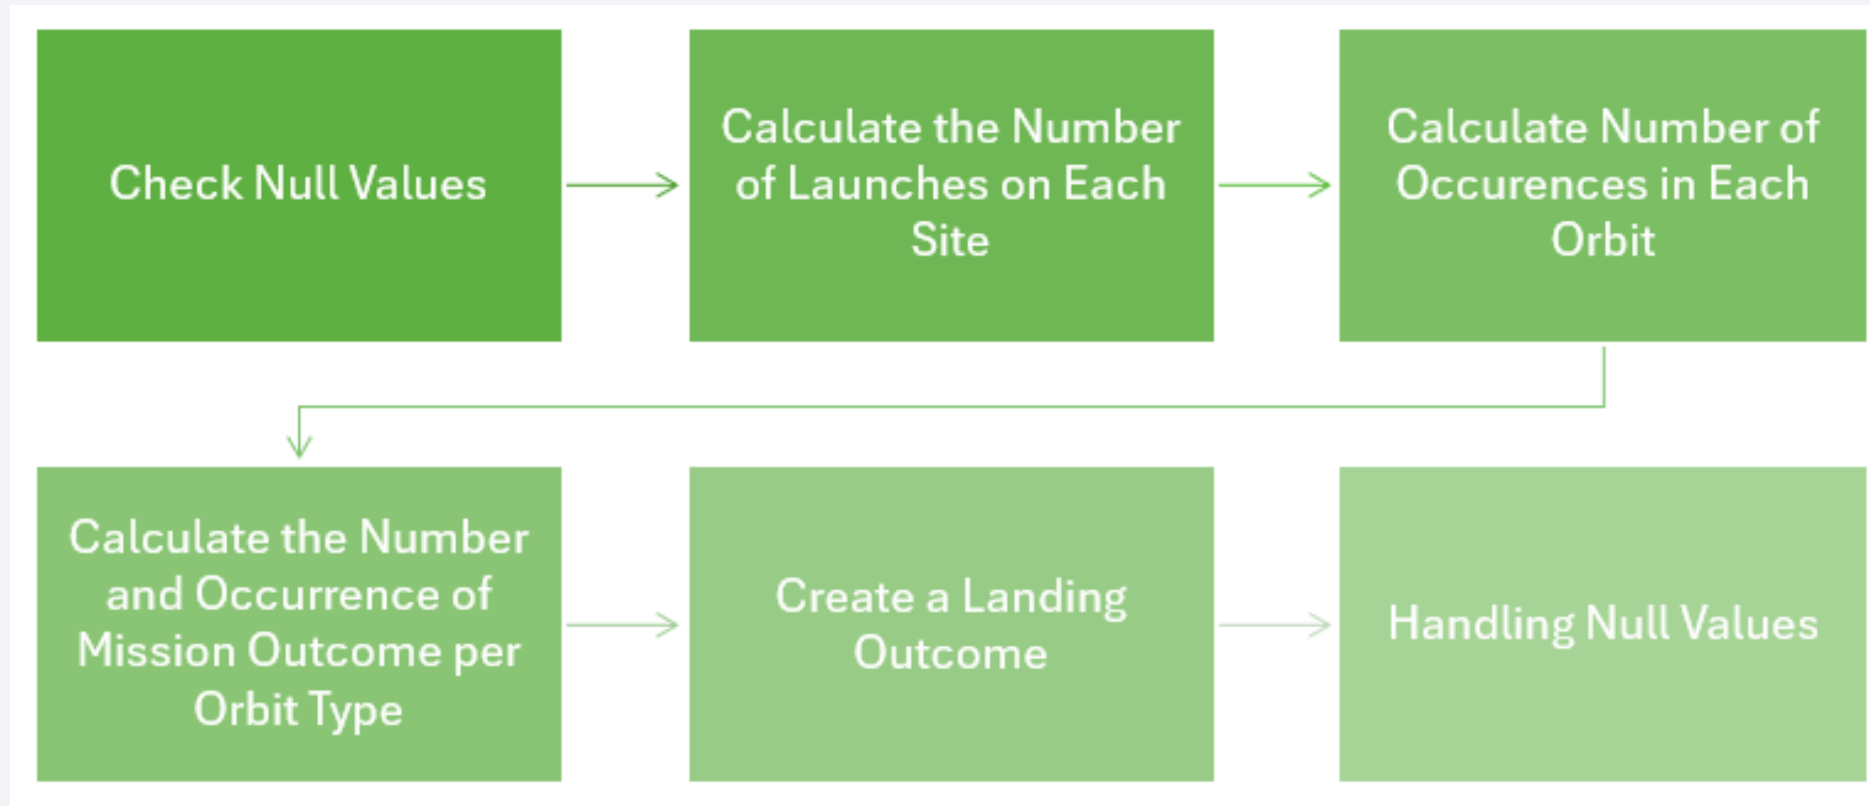 Check Null Values
Calculate the Number
of Launches on Each
Site
Calculate Number of
Occurences in Each
Orbit
Calculate the Number
and Occurrence of
Mission Outcome per
Orbit Type
Create a Landing
Outcome
Handling Null Values